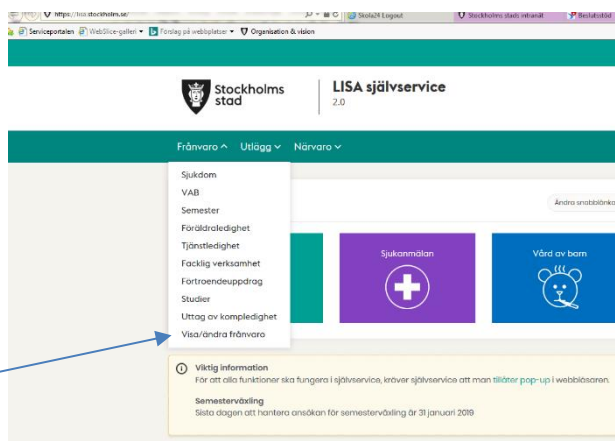 https://lisa.stockholm.se/
Skola24 Logout
Stockholms stads intranät
Beslutsstöd
Serviceportalen
WebSlice-galleri
Förslag på webbplatser
Organisation & vision
Stockholms
stad
LISA självservice
2.0
Frånvaro
Utlägg
Närvaro
Sjukdom
VAB
Semester
Föräldraledighet
Tjänstledighet
Facklig verksamhet
Förtroendeuppdrag
Studier
Uttag av kompledighet
Visa/ändra frånvaro
Ändra snabblänka
Sjukanmälan
Vård av barn
Viktig information
För att alla funktioner ska fungera i självservice, kräver självservice att man tillåter pop-up i webbläsaren.
Semesterväxling
Sista dagen att hantera ansökan för semesterväxling är 31 januari 2019